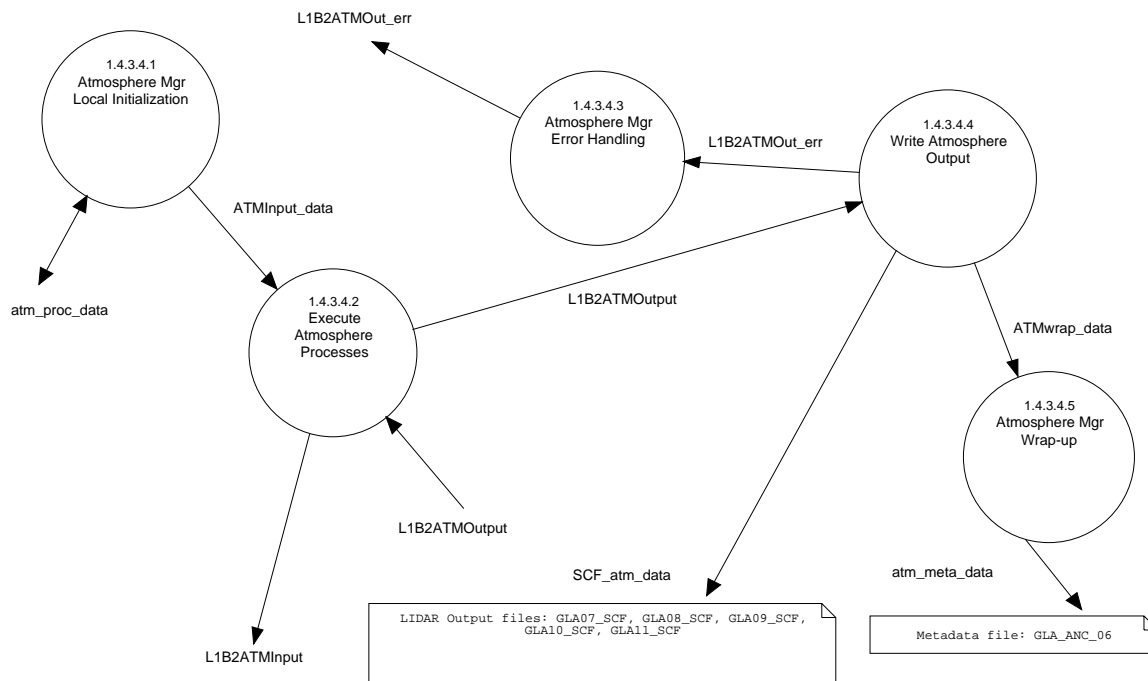 L1B2ATMOut_err
1.4.3.4.1
Atmosphere Mgr
Local Initialization
1.4.3.4.3
Atmosphere Mgr
Error Handling
1.4.3.4.4
Write Atmosphere
Output
L1B2ATMOut_err
ATMInput_data
atm_proc_data
1.4.3.4.2
Execute
Atmosphere
Processes
L1B2ATMOutput
ATMwrap_data
1.4.3.4.5
Atmosphere Mgr
Wrap-up
L1B2ATMOutput
SCF_atm_data
atm_meta_data
LIDAR Output files: GLA07_SCF, GLA08_SCF, GLA09_SCF,
GLA10_SCF, GLA11_SCF
Metadata file: GLA_ANC_06
L1B2ATMInput